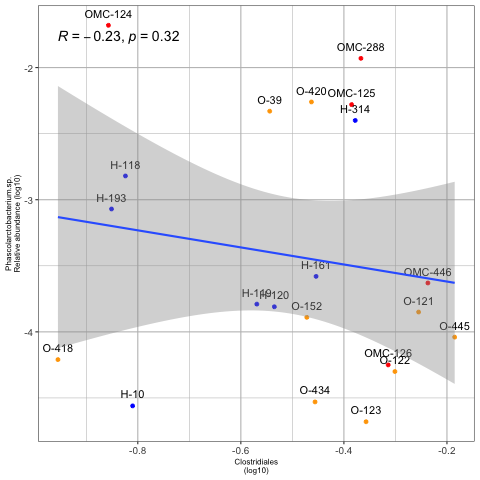 OMC-124
R = −0.23, p = 0.32
OMC-288
-2
O-420
OMC-125
O-39
H-314
H-118
H-193
-3
Phascolarctobacterium.sp.
Relative abundance (log10)
H-161
OMC-446
H-119
H-120
O-152
O-121
-4
O-445
O-418
OMC-126
O-122
H-10
O-434
O-123
-0.8
-0.6
-0.4
-0.2
Clostridiales
(log10)